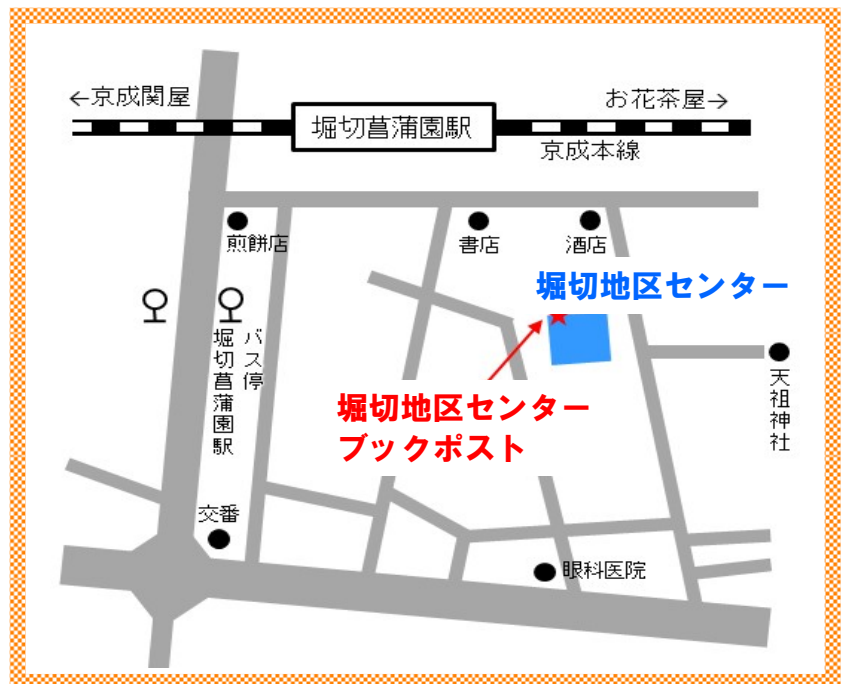 ←京成関屋
お花茶屋→
堀切菖蒲園駅
京成本線
煎餅店
書店
酒店
堀切地区センター
バス停
堀切菖蒲園駅
天祖神社
堀切地区センター
ブックポスト
交番
眼科医院